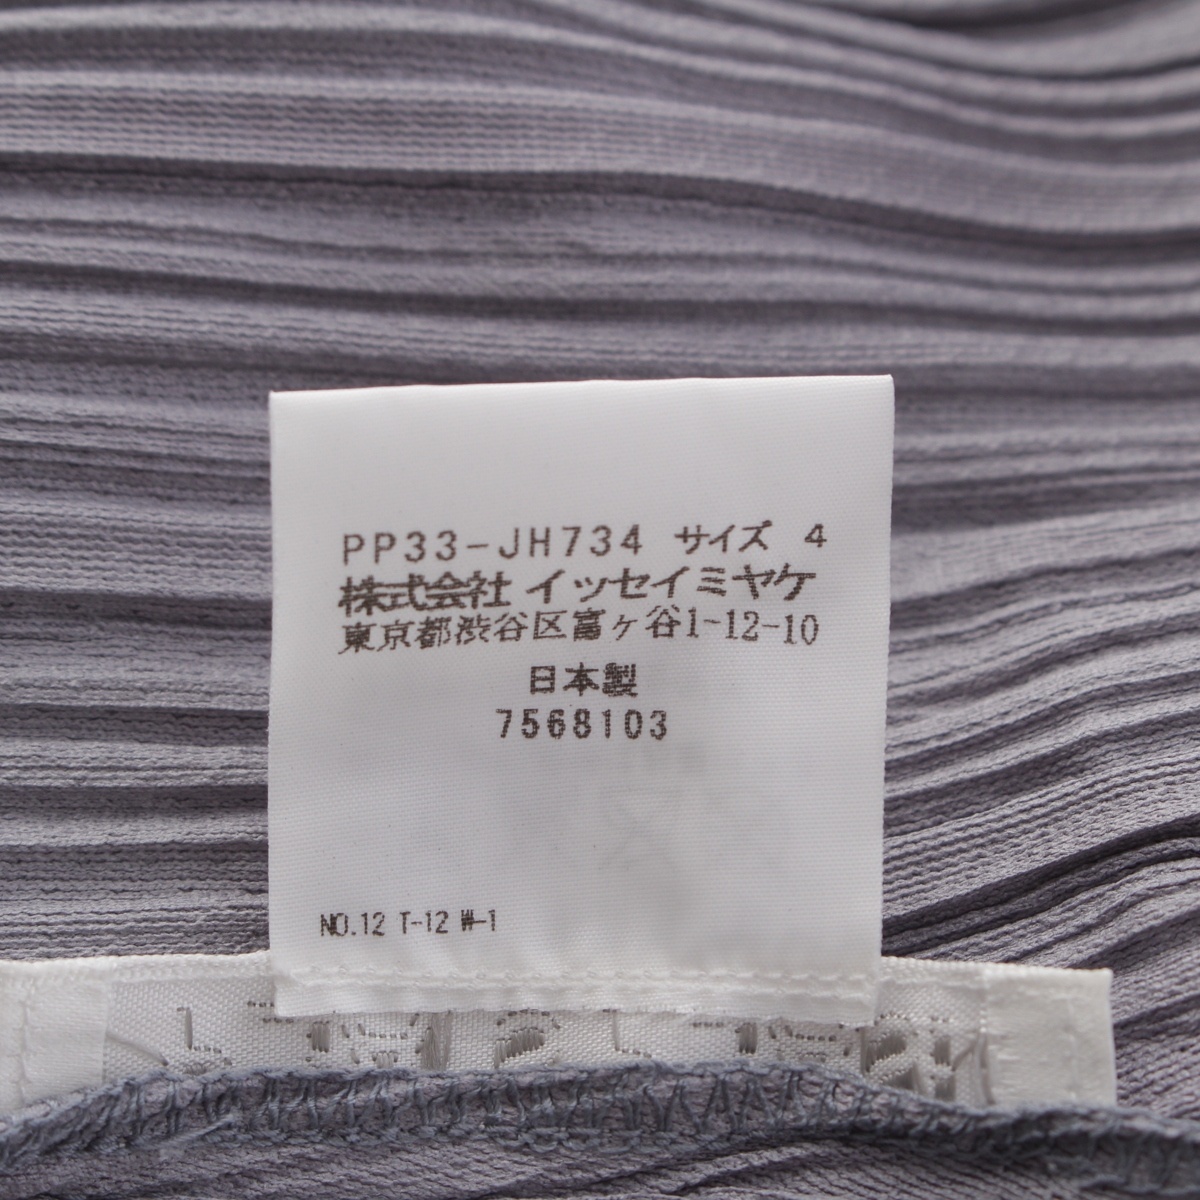 PP33-JH734 サイズ 4
株式会社 イッセイミヤケ
東京都渋谷区富ヶ谷1-12-10
日本製
7568103
NO.12 T-12 W-1